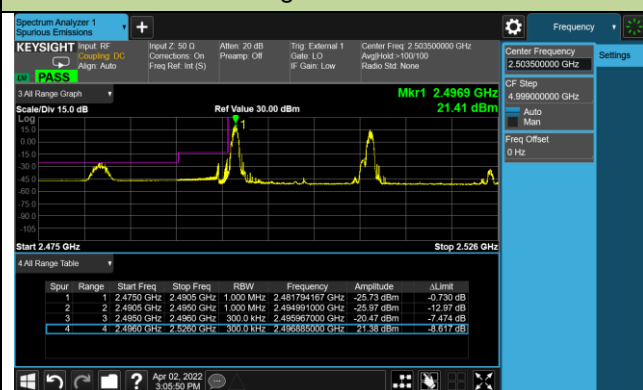 Spectrum Analyzer 1
Spurious Emissions
+
Frequency
KEYSIGHT
Input: RF
Coupling: DC
Align: Auto
Input Z: 50 Ω
Corrections: On
Freq Ref: Int (S)
Atten: 20 dB
Preamp: Off
Trig: External 1
Gate: LO
IF Gain: Low
Center Freq: 2.503500000 GHz
Avg|Hold:>100/100
Radio Std: None
PASS
Center Frequency
2.503500000 GHz
Settings
CF Step
4.999000000 GHz
Auto
Man
Freq Offset
0 Hz
3 All Range Graph
Mkr1 2.4969 GHz
Scale/Div 15.0 dB
Ref Value 30.00 dBm
21.41 dBm
Log
15.0
0.00
-15.0
-30.0
-45.0
-60.0
-75.0
-90.0
-105
1
Start 2.475 GHz
Stop 2.526 GHz
4 All Range Table
Spur Range Start Freq Stop Freq RBW Frequency Amplitude ΔLimit
1 1 2.4750 GHz 2.4905 GHz 1.000 MHz 2.481794167 GHz -25.73 dBm -0.730 dB
2 2 2.4905 GHz 2.4950 GHz 1.000 MHz 2.494991000 GHz -25.97 dBm -12.97 dB
3 3 2.4950 GHz 2.4960 GHz 300.0 kHz 2.495967000 GHz -20.47 dBm -7.474 dB
4 4 2.4960 GHz 2.5260 GHz 300.0 kHz 2.496885000 GHz 21.38 dBm -8.617 dB
?
Apr 02, 2022
3:05:50 PM